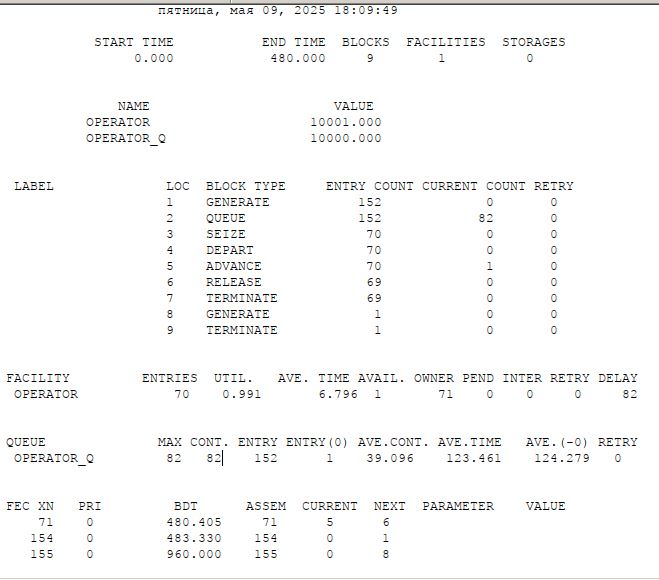 пятница, мая 09, 2025 18:09:49
START TIME END TIME BLOCKS FACILITIES STORAGES
0.000 480.000 9 1 0
NAME VALUE
OPERATOR 10001.000
OPERATOR_Q 10000.000
LABEL LOC BLOCK TYPE ENTRY COUNT CURRENT COUNT RETRY
1 GENERATE 152 0 0
2 QUEUE 152 82 0
3 SEIZE 70 0 0
4 DEPART 70 0 0
5 ADVANCE 70 1 0
6 RELEASE 69 0 0
7 TERMINATE 69 0 0
8 GENERATE 1 0 0
9 TERMINATE 1 0 0
FACILITY ENTRIES UTIL. AVE. TIME AVAIL. OWNER PEND INTER RETRY DELAY
OPERATOR 70 0.991 6.796 1 71 0 0 0 82
QUEUE MAX CONT. ENTRY ENTRY(0) AVE.CONT. AVE.TIME AVE.(-0) RETRY
OPERATOR_Q 82 82 152 1 39.096 123.461 124.279 0
FEC XN PRI BDT ASSEM CURRENT NEXT PARAMETER VALUE
71 0 480.405 71 5 6
154 0 483.330 154 0 1
155 0 960.000 155 0 8